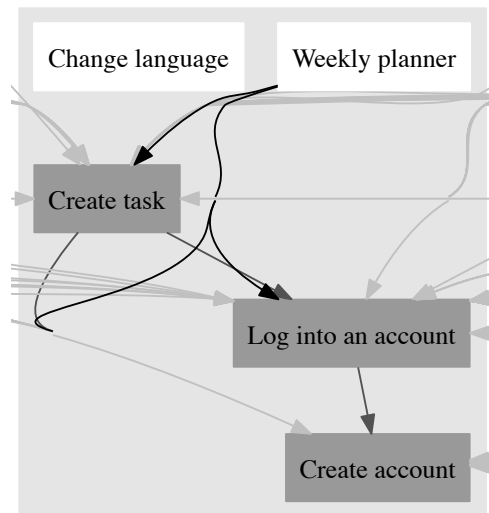 Change language
Weekly planner
Create task
Log into an account
Create account